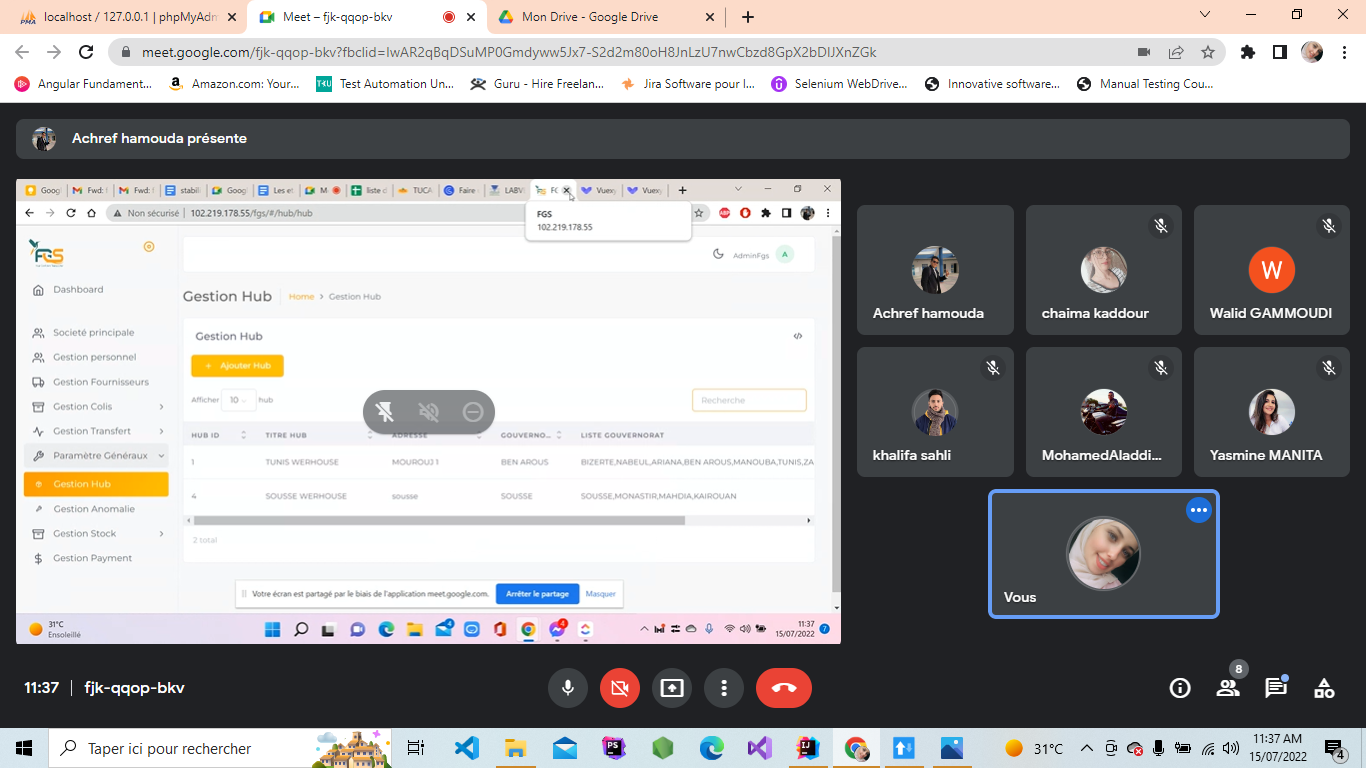 localhost / 127.0.0.1 | phpMyAdm
Meet – fjk-qqop-bkv
Mon Drive - Google Drive
meet.google.com/fjk-qqop-bkv?fbclid=IwAR2qBqDSuMP0Gmdyww5Jx7-S2d2m80oH8JnLzU7nwCbzd8GpX2bDIJXnZGk
Angular Fundament...
Amazon.com: Your...
Test Automation Un...
Guru - Hire Freelan...
Jira Software pour l...
Selenium WebDrive...
Innovative software...
Manual Testing Cou...
Achref hamouda présente
Goog
Fwd:
Fwd:
stabili
Goog
Les et
M
liste d
TUCA
Faire
LABVI
FG
Vuexy
Vuexy
Non sécurisé | 102.219.178.55/fgs/#/hub/hub
FGS
102.219.178.55
FGS
AdminFgs
A
Dashboard
Societé principale
Gestion personnel
Gestion Fournisseurs
Gestion Colis
Gestion Transfert
Paramètre Généraux
Gestion Hub
Gestion Anomalie
Gestion Stock
Gestion Payment
Gestion Hub
Home > Gestion Hub
Gestion Hub
+ Ajouter Hub
Afficher 10 hub
Recherche
HUB ID TITRE HUB ADRESSE GOUVERNO... LISTE GOUVERNORAT
1 TUNIS WERHOUSE MOUROUJ 1 BEN AROUS BIZERTE,NABEUL,ARIANA,BEN AROUS,MANOUBA,TUNIS,ZA
4 SOUSSE WERHOUSE sousse SOUSSE SOUSSE,MONASTIR,MAHDIA,KAIROUAN
2 total
Votre écran est partagé par le biais de l'application meet.google.com.
Arrêter le partage
Masquer
31°C
Ensoleillé
4
4
11:37
15/07/2022
7
Achref hamouda
chaima kaddour
W
Walid GAMMOUDI
khalifa sahli
MohamedAladdi...
Yasmine MANITA
Vous
11:37 | fjk-qqop-bkv
8
Taper ici pour rechercher
PS
IJ
31°C
11:37 AM
15/07/2022
4